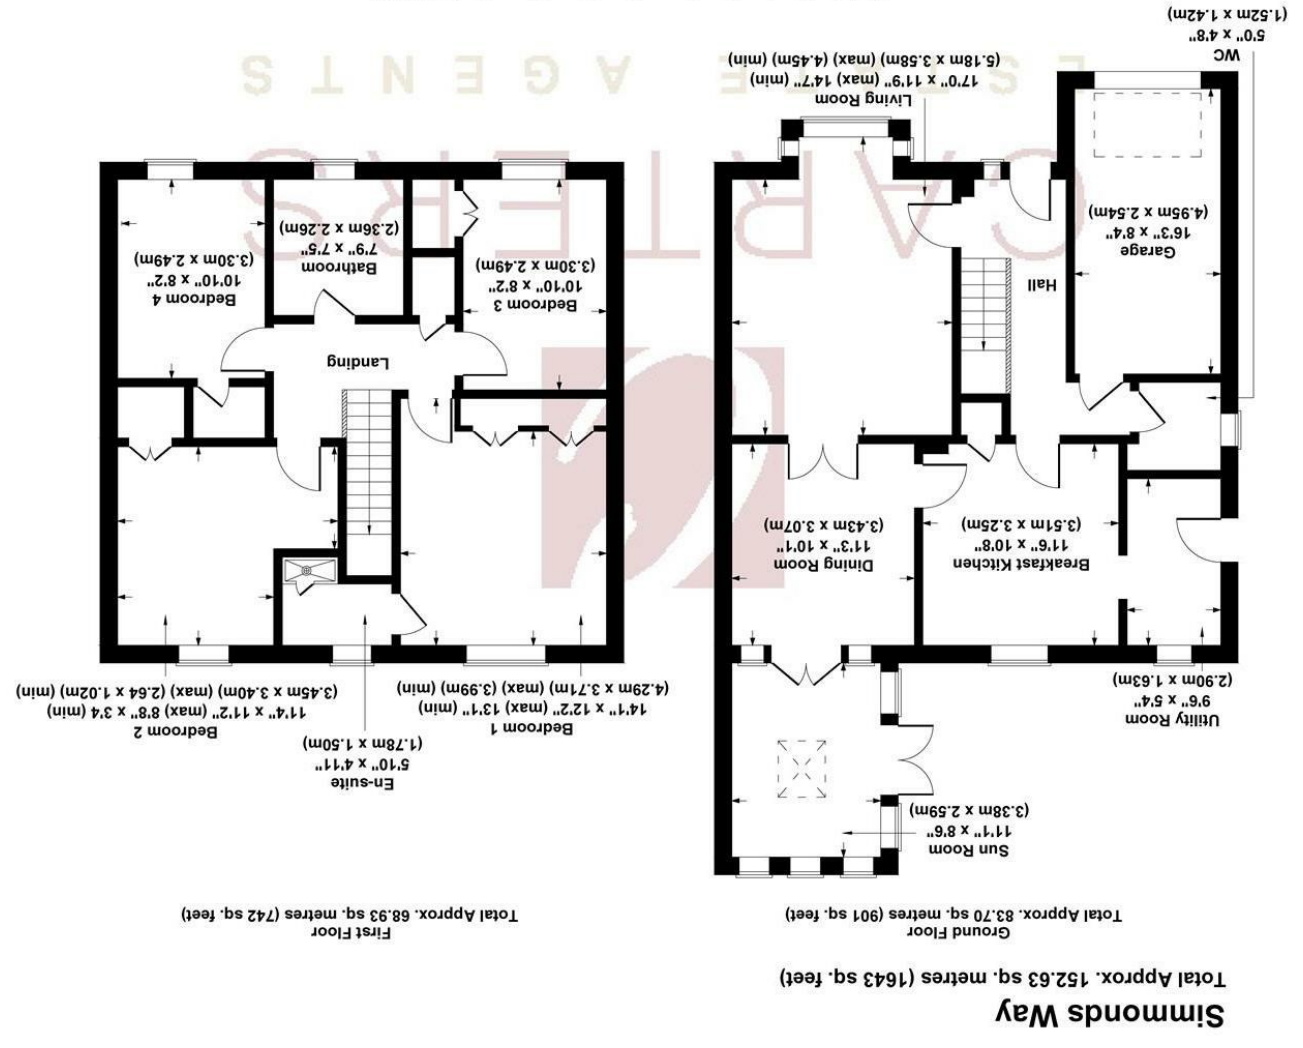 Simmonds Way
Total Approx. 152.63 sq. metres (1643 sq. feet)
Ground Floor
Total Approx. 83.70 sq. metres (901 sq. feet)
First Floor
Total Approx. 68.93 sq. metres (742 sq. feet)
Sun Room
11'1" x 8'6"
(3.38m x 2.59m)
Utility Room
9'6" x 5'4"
(2.90m x 1.63m)
Breakfast Kitchen
11'6" x 10'8"
(3.51m x 3.25m)
Dining Room
11'3" x 10'1"
(3.43m x 3.07m)
Hall
Garage
16'3" x 8'4"
(4.95m x 2.54m)
Living Room
17'0" x 11'9" (max) 14'7" (min)
(5.18m x 3.58m) (max) (4.45m) (min)
WC
5'0" x 4'8"
(1.52m x 1.42m)
En-suite
5'10" x 4'11"
(1.78m x 1.50m)
Bedroom 1
14'1" x 12'2" (max) 13'1" (min)
(4.29m x 3.71m) (max) (3.99m) (min)
Bedroom 2
11'4" x 11'2" (max) 8'8" x 3'4 (min)
(3.45m x 3.40m) (max) (2.64 x 1.02m) (min)
Landing
Bedroom 3
10'10" x 8'2"
(3.30m x 2.49m)
Bathroom
7'9" x 7'5"
(2.36m x 2.26m)
Bedroom 4
10'10" x 8'2"
(3.30m x 2.49m)
CARTERS
ESTATE AGENTS